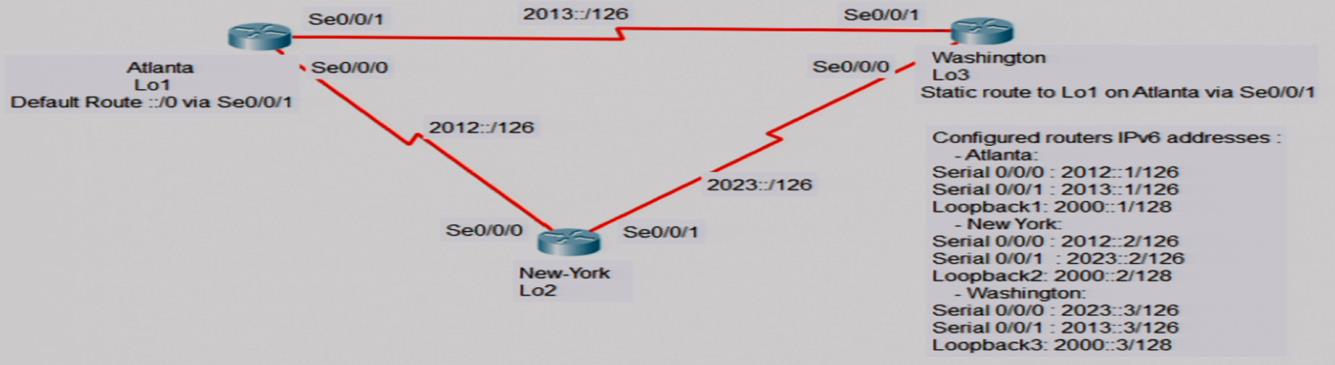 Se0/0/1
2013::/126
Se0/0/1
Atlanta
Lo1
Default Route ::/0 via Se0/0/1
Se0/0/0
Se0/0/0
Washington
Lo3
Static route to Lo1 on Atlanta via Se0/0/1
2012::/126
2023::/126
Se0/0/0
Se0/0/1
New-York
Lo2
Configured routers IPv6 addresses :
- Atlanta:
Serial 0/0/0 : 2012::1/126
Serial 0/0/1 : 2013::1/126
Loopback1: 2000::1/128
- New York:
Serial 0/0/0 : 2012::2/126
Serial 0/0/1 : 2023::2/126
Loopback2: 2000::2/128
- Washington:
Serial 0/0/0 : 2023::3/126
Serial 0/0/1 : 2013::3/126
Loopback3: 2000::3/128